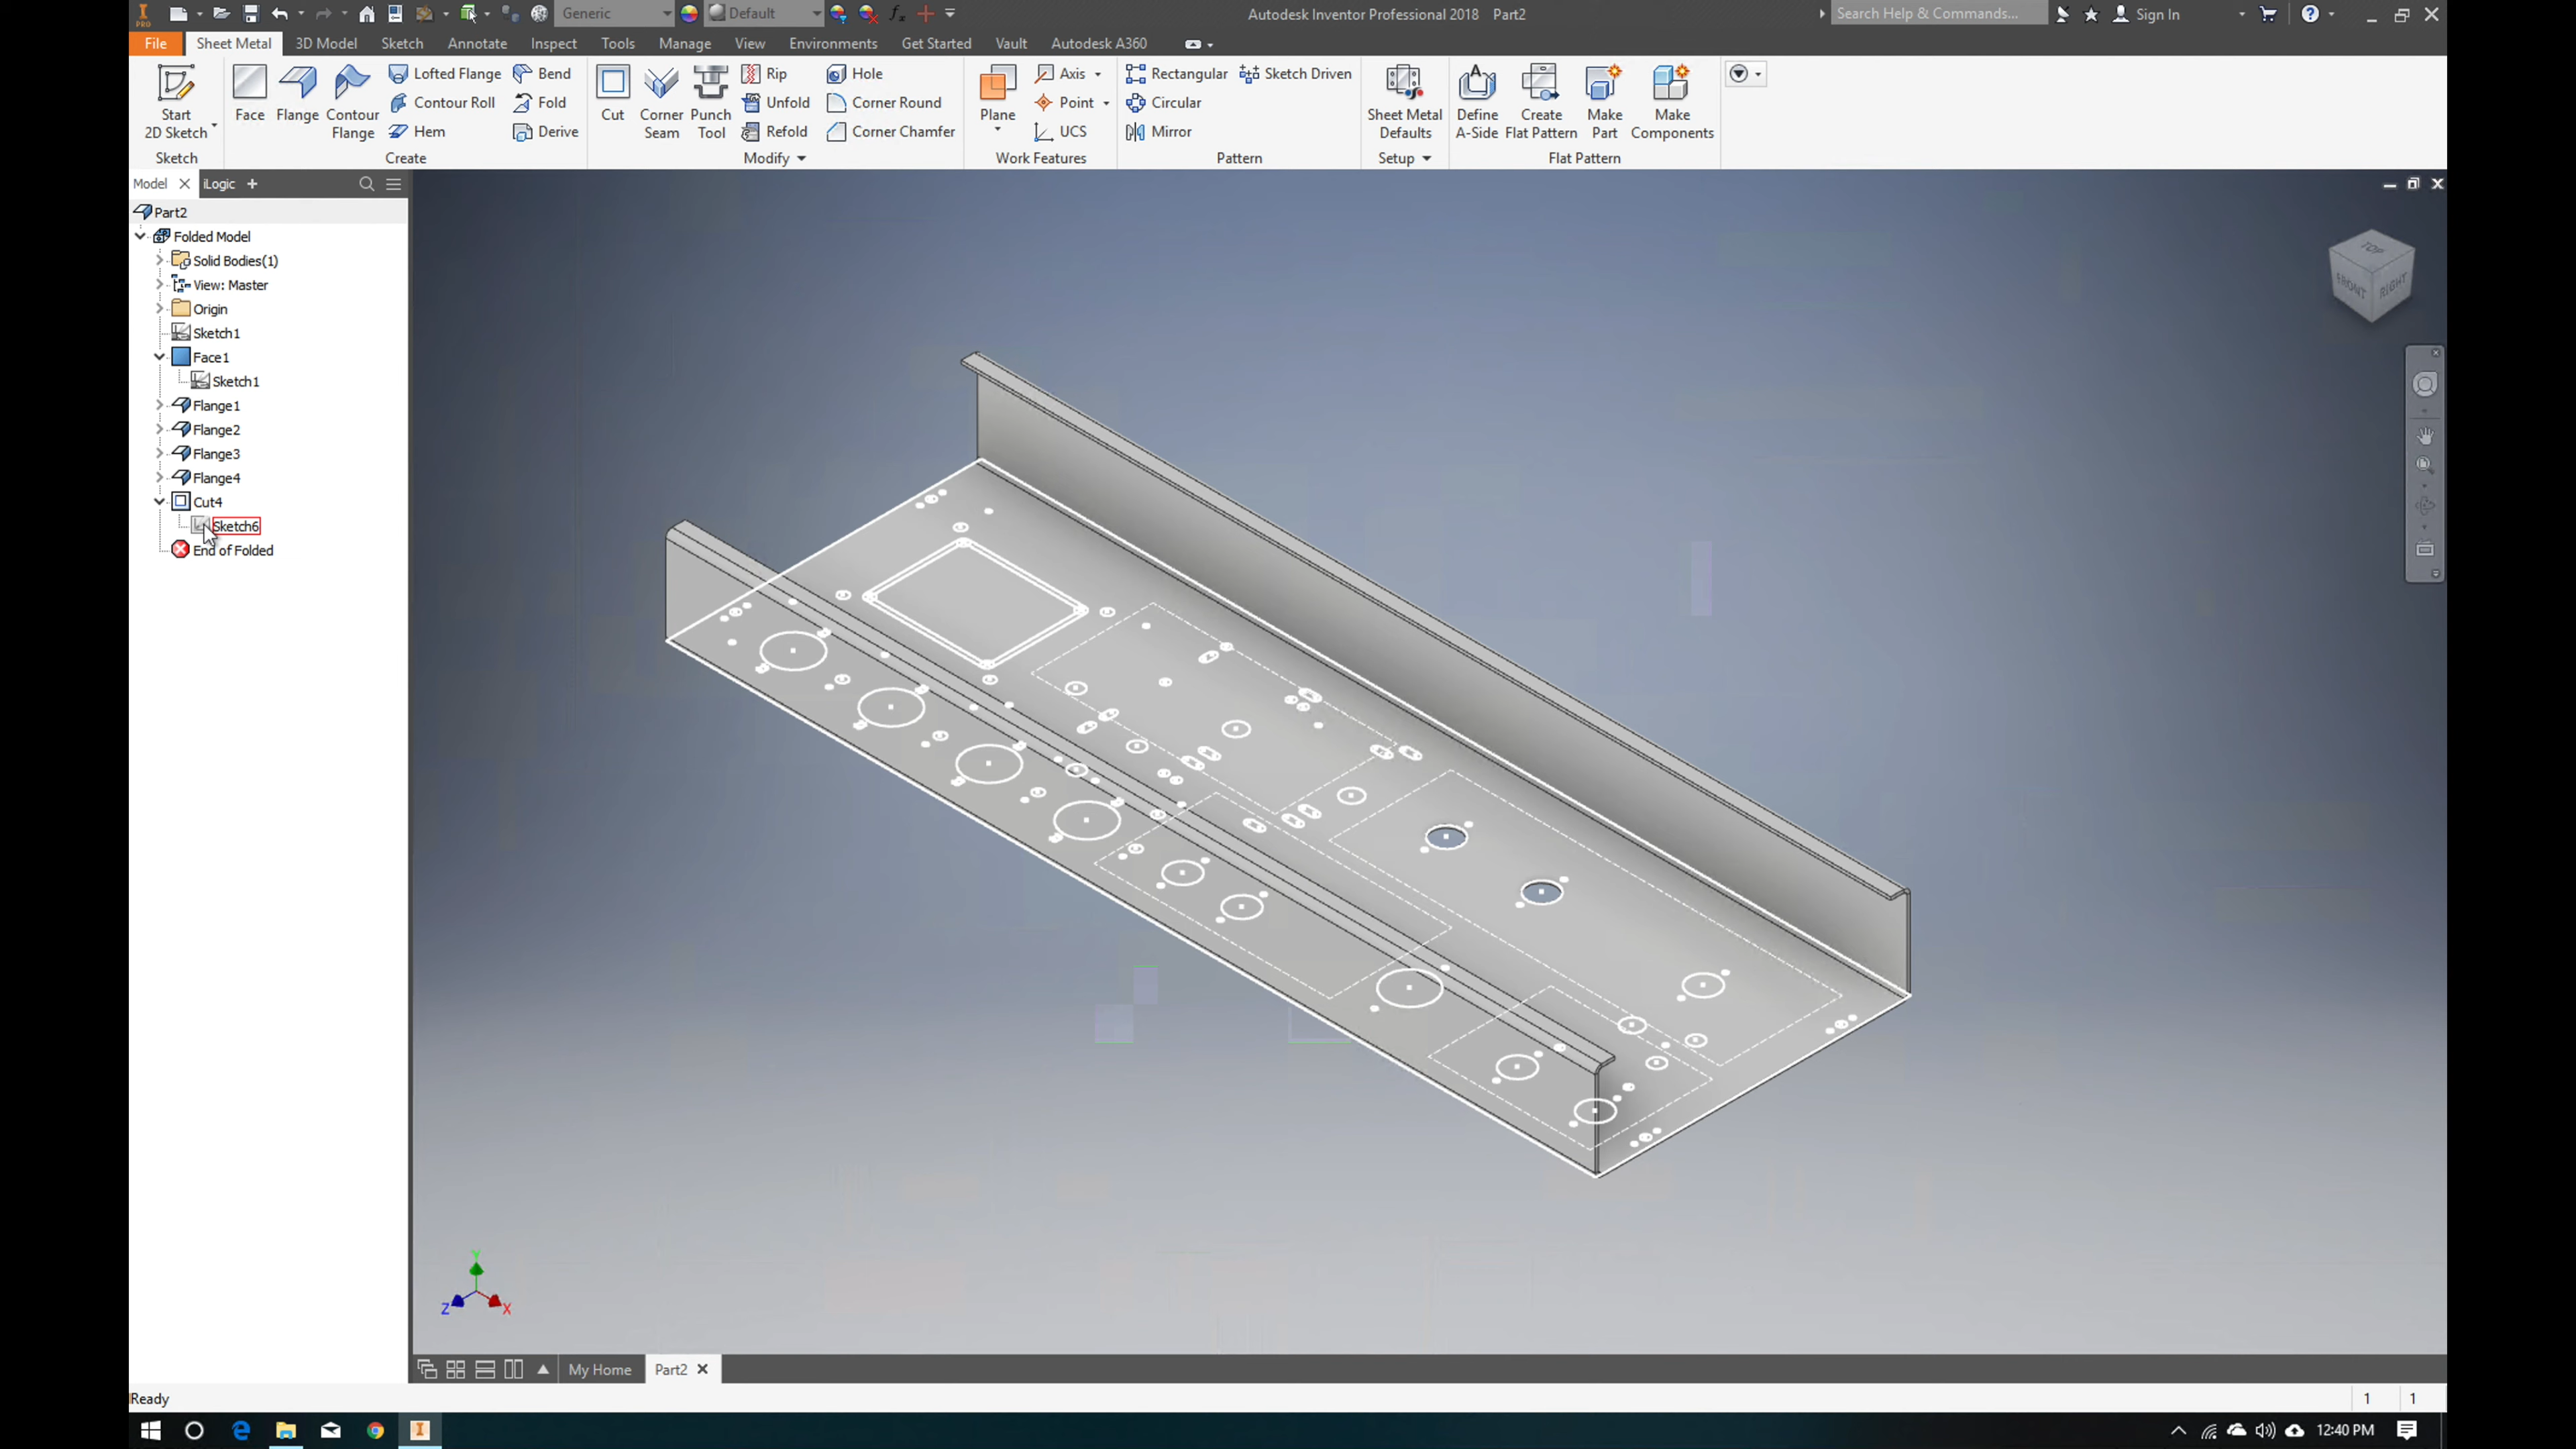 PRO Generic Default Autodesk Inventor Professional 2018 Part2 Search Help & Commands... Sign In
File Sheet Metal 3D Model Sketch Annotate Inspect Tools Manage View Environments Get Started Vault Autodesk A360
Start 2D Sketch
Face
Flange
Contour Flange
Lofted Flange
Contour Roll
Hem
Bend
Fold
Derive
Cut
Corner Seam
Punch Tool
Rip
Unfold
Refold
Hole
Corner Round
Corner Chamfer
Plane
Axis
Point
UCS
Rectangular
Circular
Mirror
Sketch Driven
Sheet Metal Defaults
Define A-Side
Create Flat Pattern
Make Part
Make Components
Sketch Create Modify Work Features Pattern Setup Flat Pattern
Model iLogic
Part2
Folded Model
Solid Bodies(1)
View: Master
Origin
Sketch1
Face1
Sketch1
Flange1
Flange2
Flange3
Flange4
Cut4
Sketch6
End of Folded
TOP
FRONT
RIGHT
Y
Z
X
My Home Part2
Ready 1 1
12:40 PM